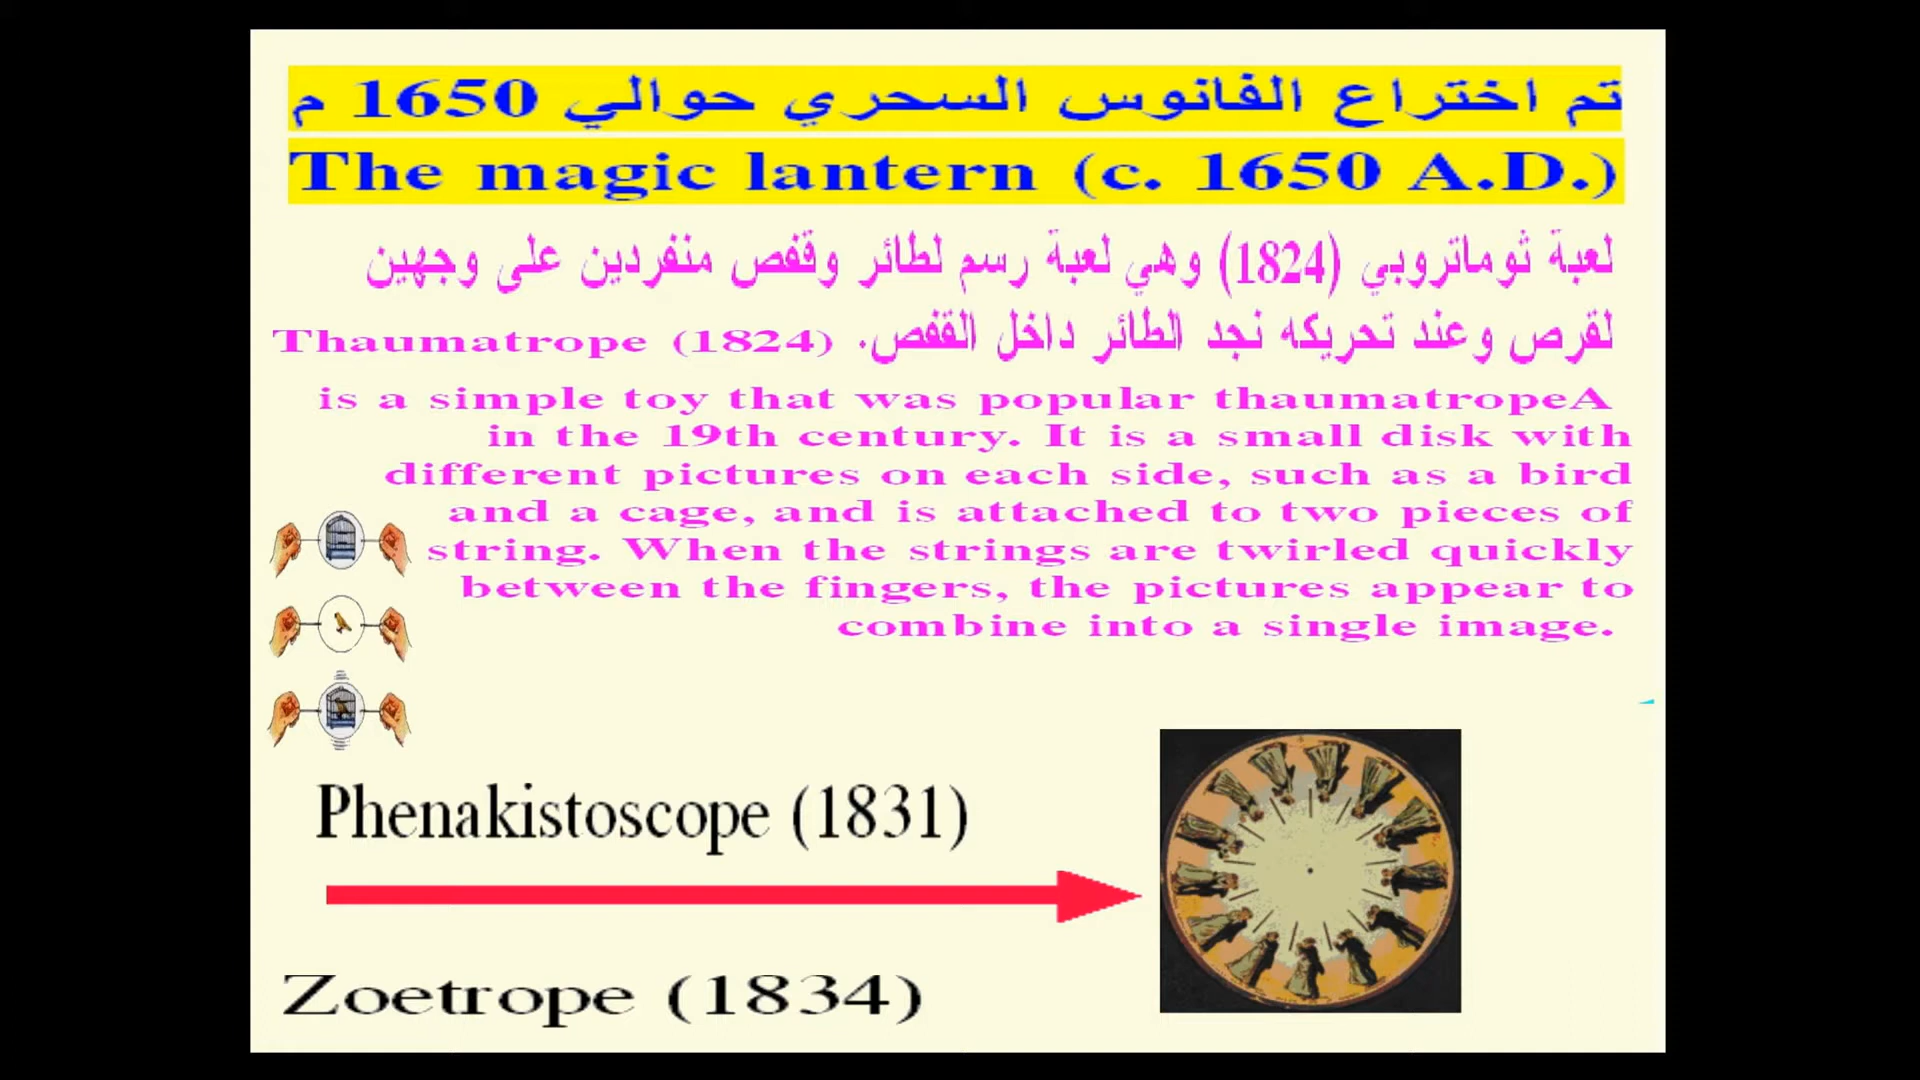 تم اختراع الفانوس السحري حوالي 1650 م
The magic lantern (c. 1650 A.D.)
لعبة ثوماتروبي (1824) وهي لعبة رسم لطائر وقفص منفردين على وجهين
لقرص وعند تحريكه نجد الطائر داخل القفص. Thaumatrope (1824)
is a simple toy that was popular thaumatropeA
in the 19th century. It is a small disk with
different pictures on each side, such as a bird
and a cage, and is attached to two pieces of
string. When the strings are twirled quickly
between the fingers, the pictures appear to
combine into a single image.
Phenakistoscope (1831)
Zoetrope (1834)